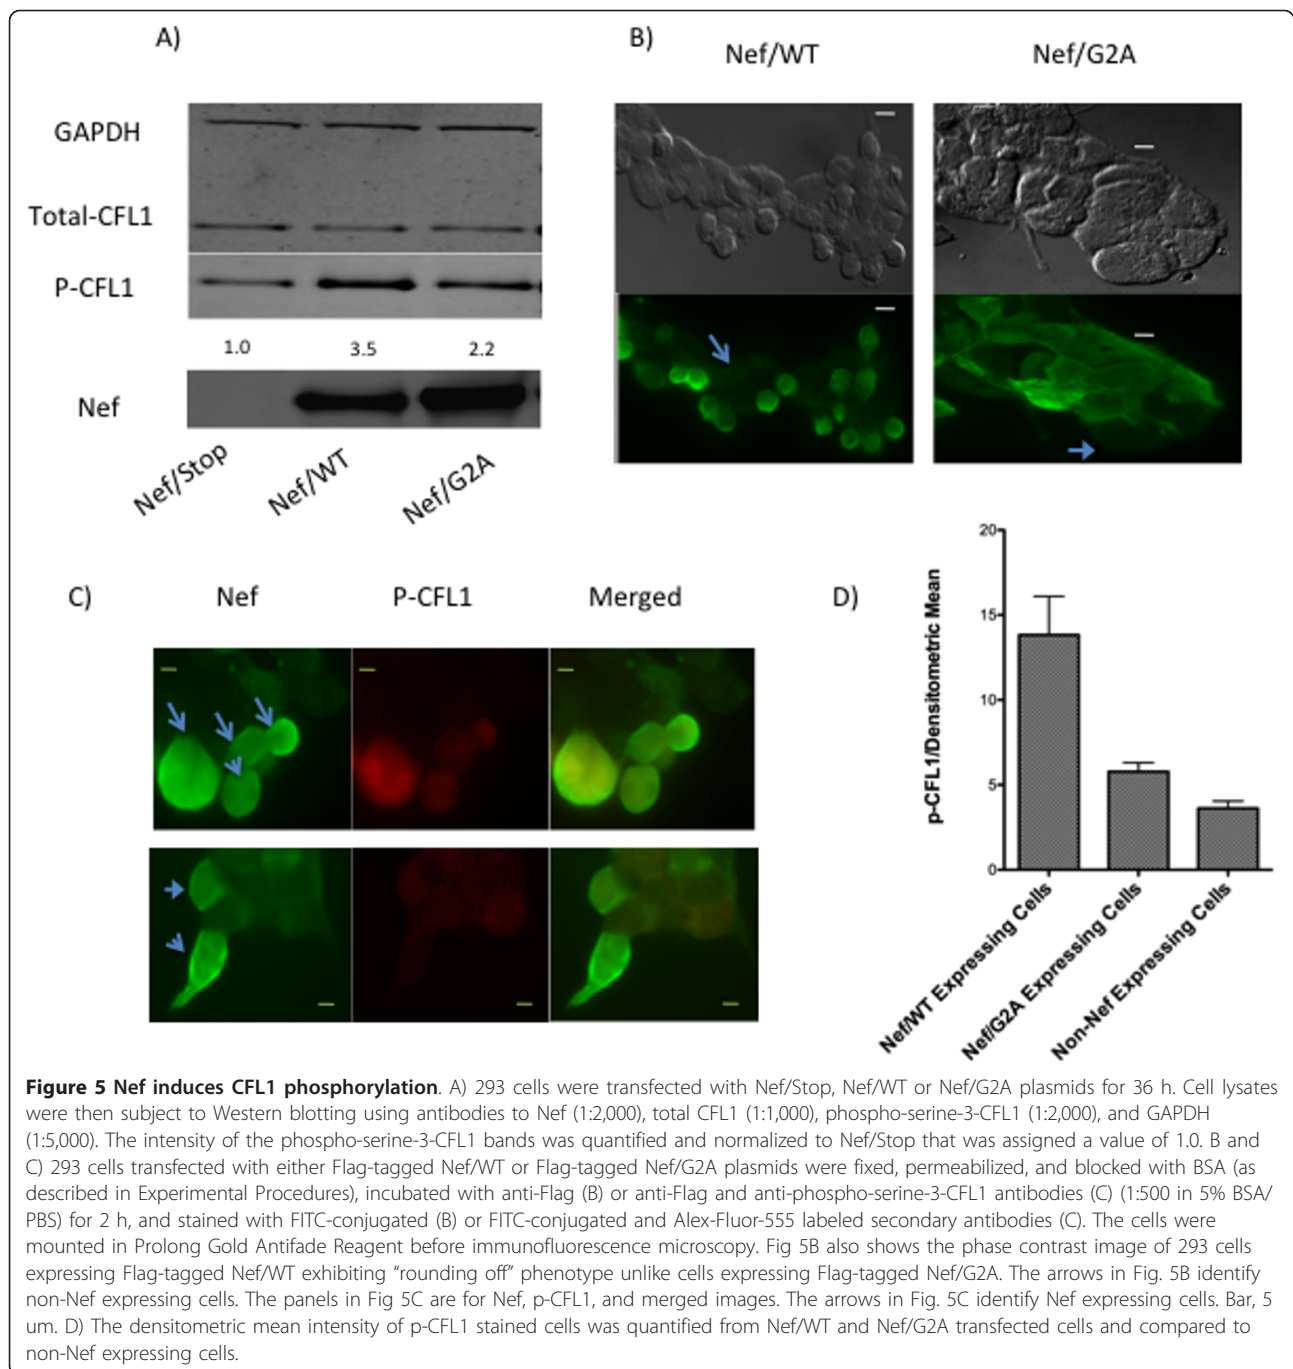 A)
GAPDH
Total-CFL1
P-CFL1
1.0 3.5 2.2
Nef
Nef/Stop
Nef/WT
Nef/G2A
B)
Nef/WT Nef/G2A
C)
Nef P-CFL1 Merged
D)
p-CFL1/Densitometric Mean
20
15
10
5
0
Nef/WT Expressing Cells
Nef/G2A Expressing Cells
Non-Nef Expressing Cells
Figure 5 Nef induces CFL1 phosphorylation. A) 293 cells were transfected with Nef/Stop, Nef/WT or Nef/G2A plasmids for 36 h. Cell lysates
were then subject to Western blotting using antibodies to Nef (1:2,000), total CFL1 (1:1,000), phospho-serine-3-CFL1 (1:2,000), and GAPDH
(1:5,000). The intensity of the phospho-serine-3-CFL1 bands was quantified and normalized to Nef/Stop that was assigned a value of 1.0. B and
C) 293 cells transfected with either Flag-tagged Nef/WT or Flag-tagged Nef/G2A plasmids were fixed, permeabilized, and blocked with BSA (as
described in Experimental Procedures), incubated with anti-Flag (B) or anti-Flag and anti-phospho-serine-3-CFL1 antibodies (C) (1:500 in 5% BSA/
PBS) for 2 h, and stained with FITC-conjugated (B) or FITC-conjugated and Alex-Fluor-555 labeled secondary antibodies (C). The cells were
mounted in Prolong Gold Antifade Reagent before immunofluorescence microscopy. Fig 5B also shows the phase contrast image of 293 cells
expressing Flag-tagged Nef/WT exhibiting “rounding off” phenotype unlike cells expressing Flag-tagged Nef/G2A. The arrows in Fig. 5B identify
non-Nef expressing cells. The panels in Fig 5C are for Nef, p-CFL1, and merged images. The arrows in Fig. 5C identify Nef expressing cells. Bar, 5
um. D) The densitometric mean intensity of p-CFL1 stained cells was quantified from Nef/WT and Nef/G2A transfected cells and compared to
non-Nef expressing cells.